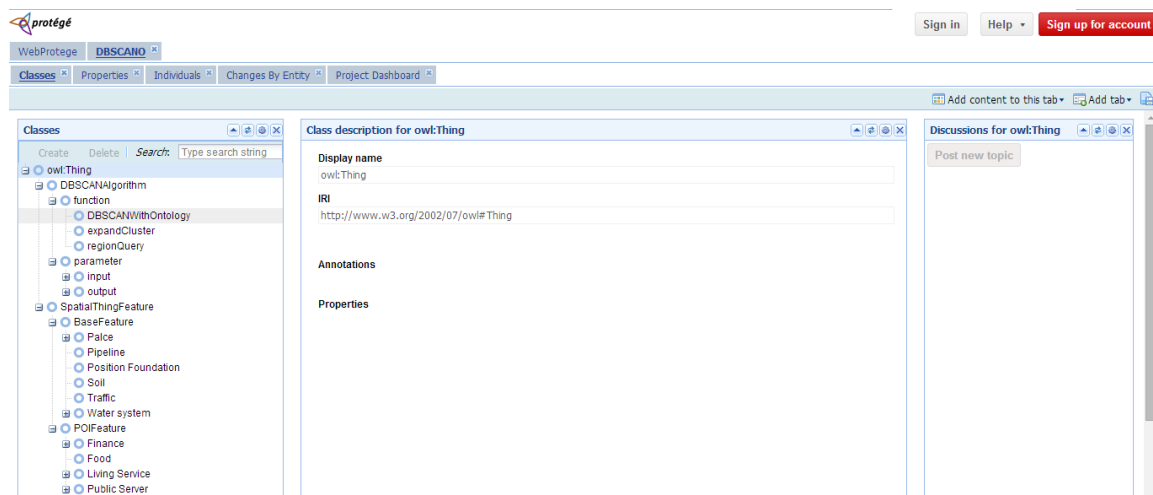 protégé
Sign in Help Sign up for account
WebProtege DBSCANO
Classes Properties Individuals Changes By Entity Project Dashboard
Add content to this tab Add tab
Classes
Create Delete Search: Type search string
owl:Thing
DBSCANAlgorithm
function
DBSCANWithOntology
expandCluster
regionQuery
parameter
input
output
SpatialThingFeature
BaseFeature
Palce
Pipeline
Position Foundation
Soil
Traffic
Water system
POIFeature
Finance
Food
Living Service
Public Server
Class description for owl:Thing
Display name
owl:Thing
IRI
http://www.w3.org/2002/07/owl#Thing
Annotations
Properties
Discussions for owl:Thing
Post new topic